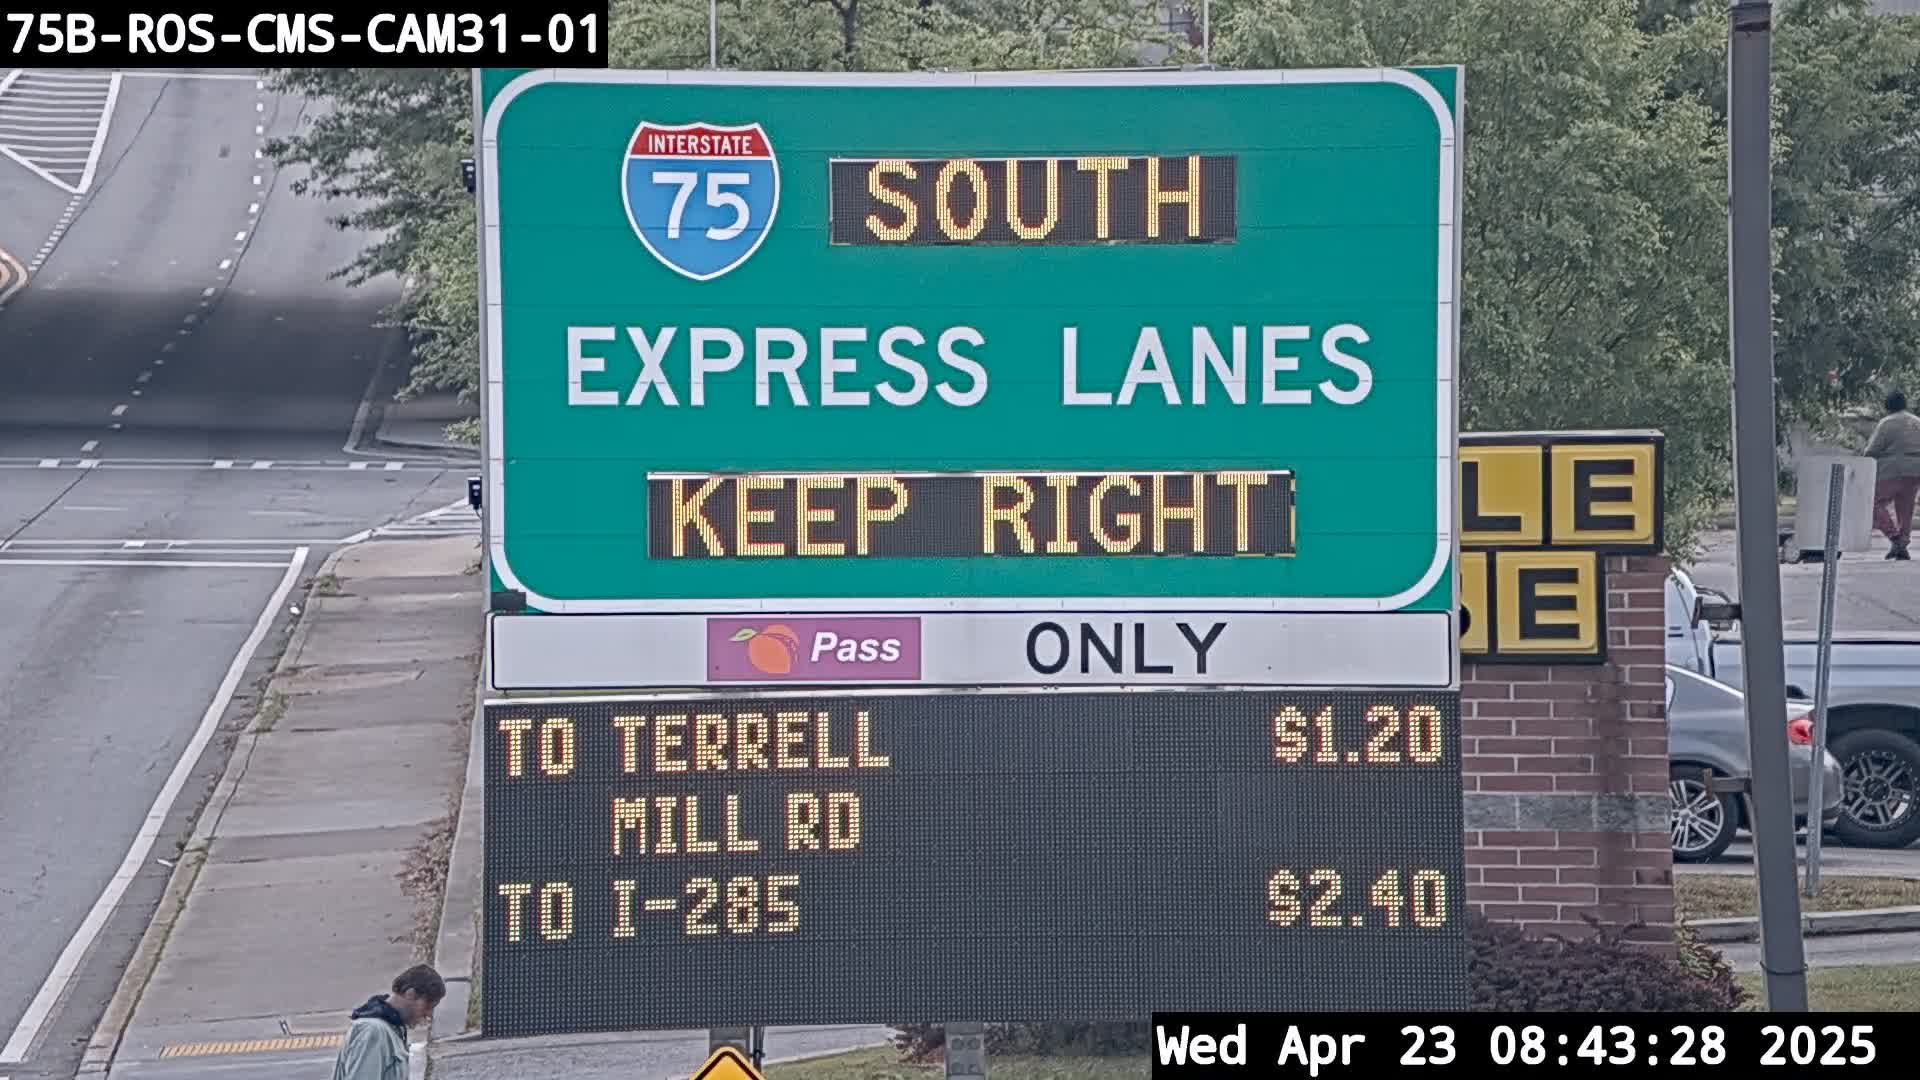 75B-ROS-CMS-CAM31-01
INTERSTATE
75
SOUTH
EXPRESS LANES
KEEP RIGHT
Pass ONLY
TO TERRELL $1.20
MILL RD
TO I-285 $2.40
LE
E
Wed Apr 23 08:43:28 2025